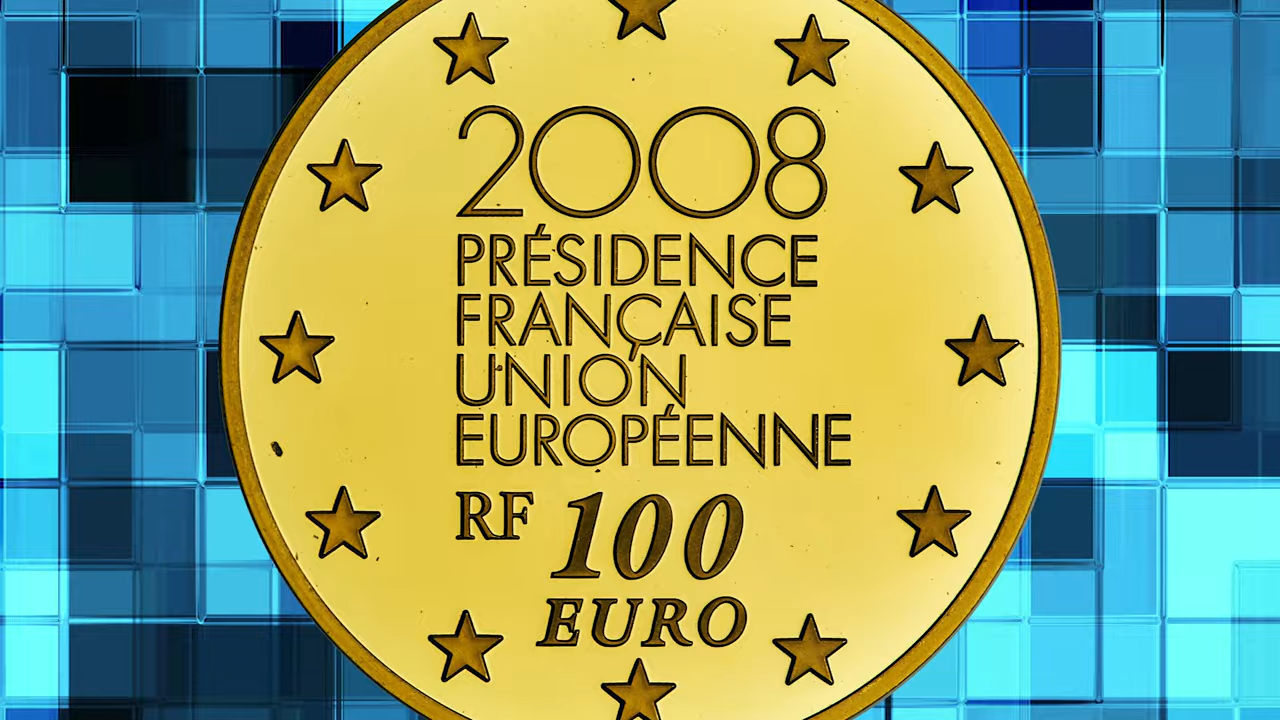 2008
PRÉSIDENCE
FRANÇAISE
UNION
EUROPÉENNE
RF 100
EURO